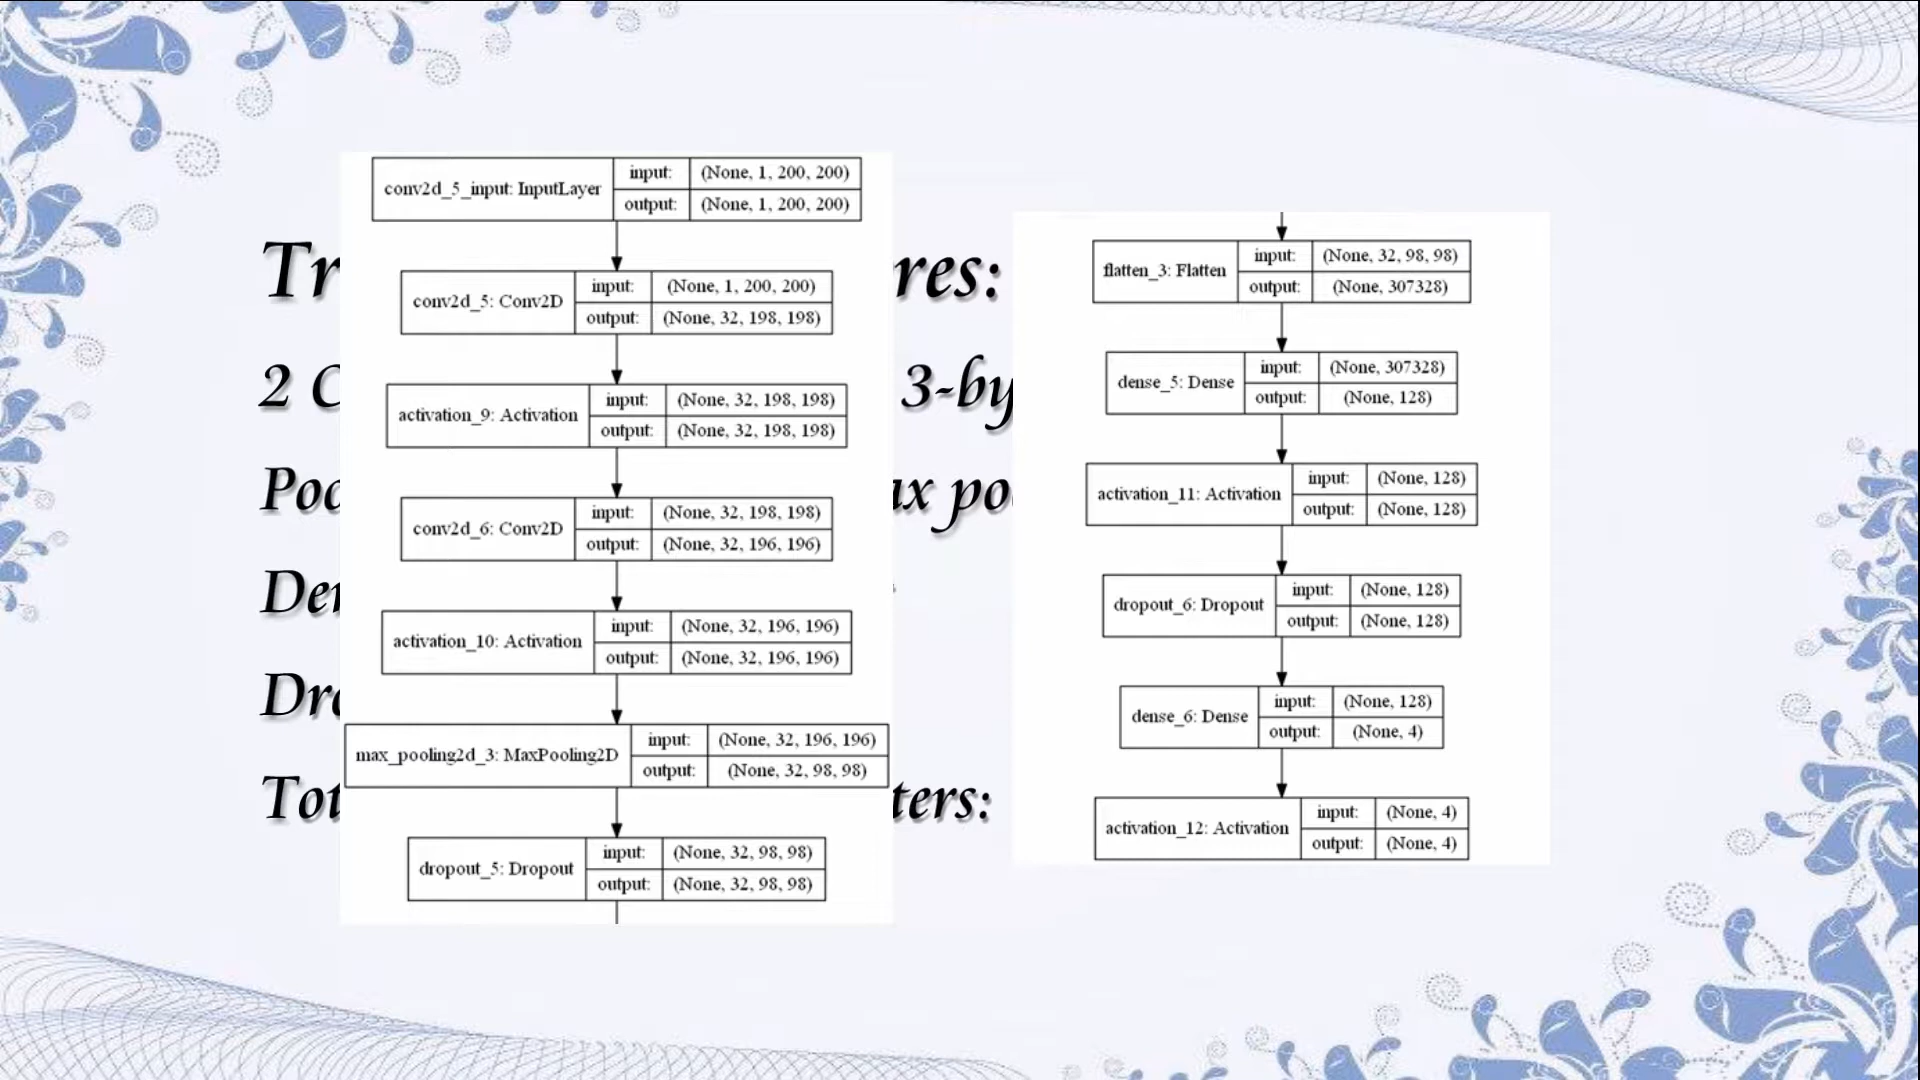 conv2d_5_input: InputLayer
input: (None, 1, 200, 200)
output: (None, 1, 200, 200)
conv2d_5: Conv2D
input: (None, 1, 200, 200)
output: (None, 32, 198, 198)
activation_9: Activation
input: (None, 32, 198, 198)
output: (None, 32, 198, 198)
conv2d_6: Conv2D
input: (None, 32, 198, 198)
output: (None, 32, 196, 196)
activation_10: Activation
input: (None, 32, 196, 196)
output: (None, 32, 196, 196)
max_pooling2d_3: MaxPooling2D
input: (None, 32, 196, 196)
output: (None, 32, 98, 98)
dropout_5: Dropout
input: (None, 32, 98, 98)
output: (None, 32, 98, 98)
flatten_3: Flatten
input: (None, 32, 98, 98)
output: (None, 307328)
dense_5: Dense
input: (None, 307328)
output: (None, 128)
activation_11: Activation
input: (None, 128)
output: (None, 128)
dropout_6: Dropout
input: (None, 128)
output: (None, 128)
dense_6: Dense
input: (None, 128)
output: (None, 4)
activation_12: Activation
input: (None, 4)
output: (None, 4)
Tr res:
2 C 3-by
Poo ax po
Den
Dro
Tot ters: